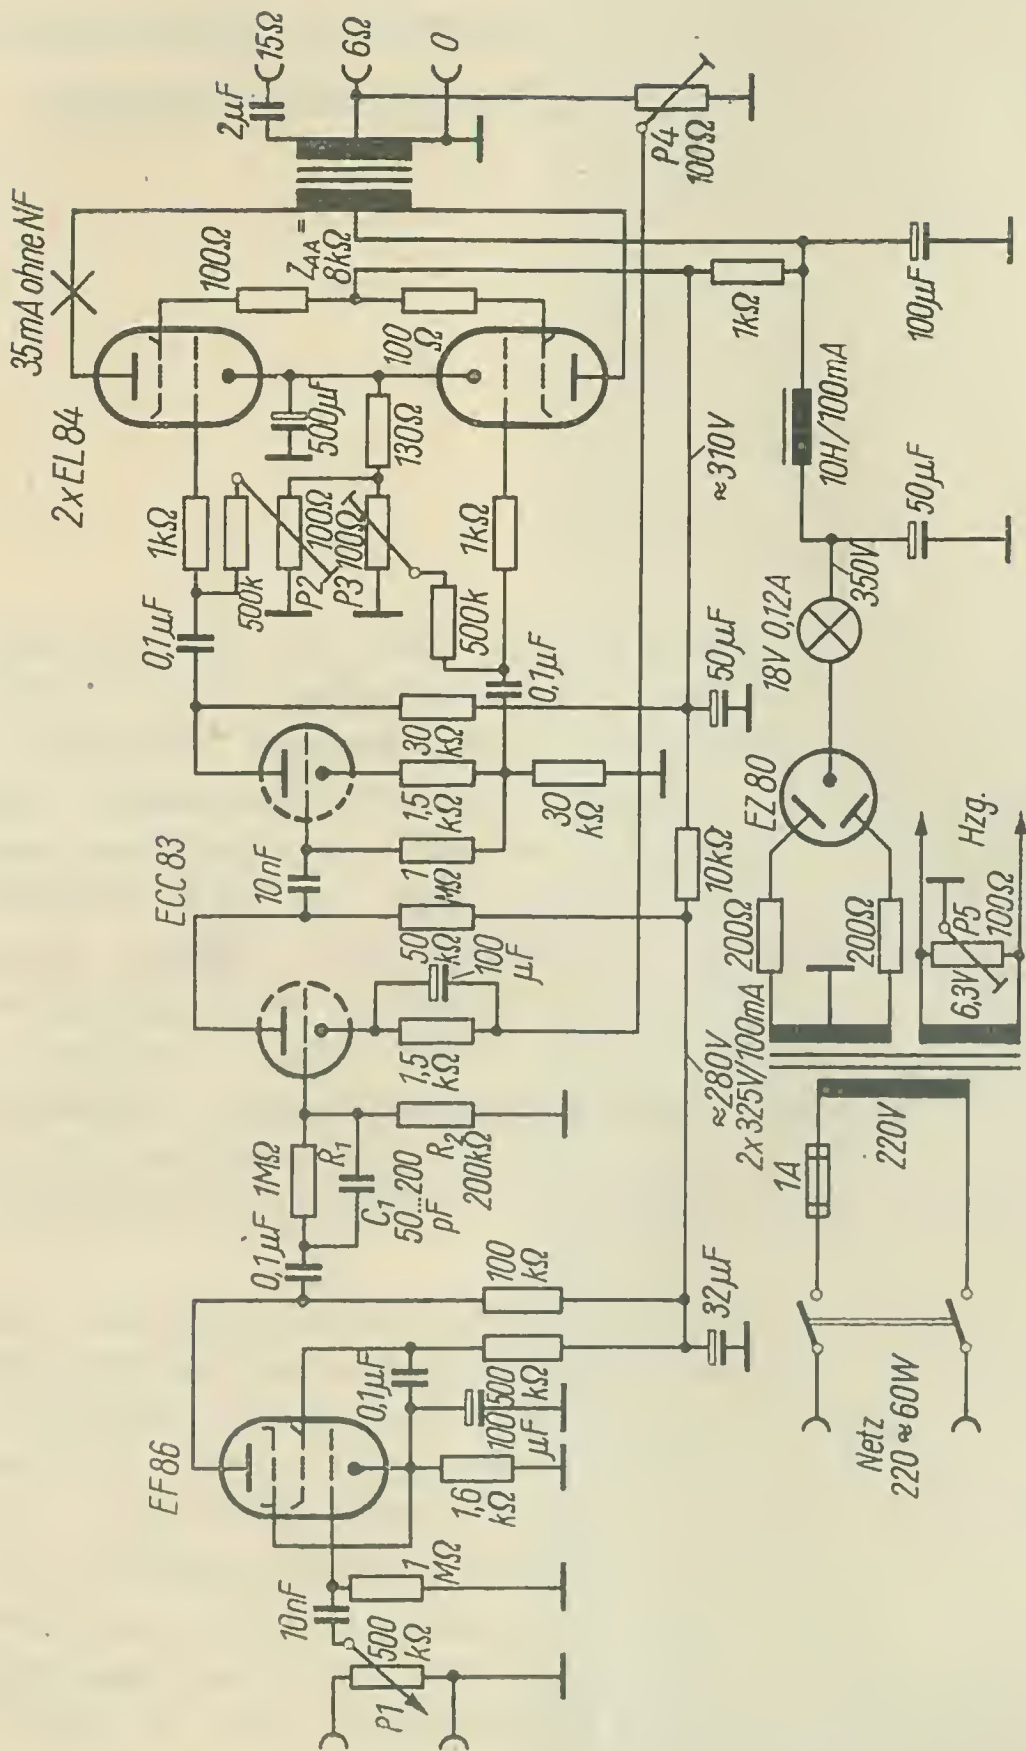 EF86
ECC83
2xEL84
35mA ohne NF
10nF
P1
500
kΩ
1
MΩ
1,6
kΩ
100
µF
0,1µF
500
kΩ
100
kΩ
32µF
0,1µF
1MΩ
R1
C1
50...200
pF
R2
200kΩ
1,5
kΩ
100
µF
50
kΩ
10nF
1
MΩ
1,5
kΩ
30
kΩ
30
kΩ
10kΩ
≈280V
50µF
0,1µF
0,1µF
1kΩ
500k
P2
100Ω
P3
100Ω
500k
1kΩ
500µF
130Ω
100Ω
100
Ω
ZAA
=
8kΩ
2µF
15Ω
6Ω
0
P4
100Ω
≈310V
1kΩ
100µF
10H/100mA
50µF
350V
18V 0,12A
EZ80
200Ω
200Ω
2x325V/100mA
6,3V
P5
100Ω
Hzg.
220V
1A
Netz
220≈60W